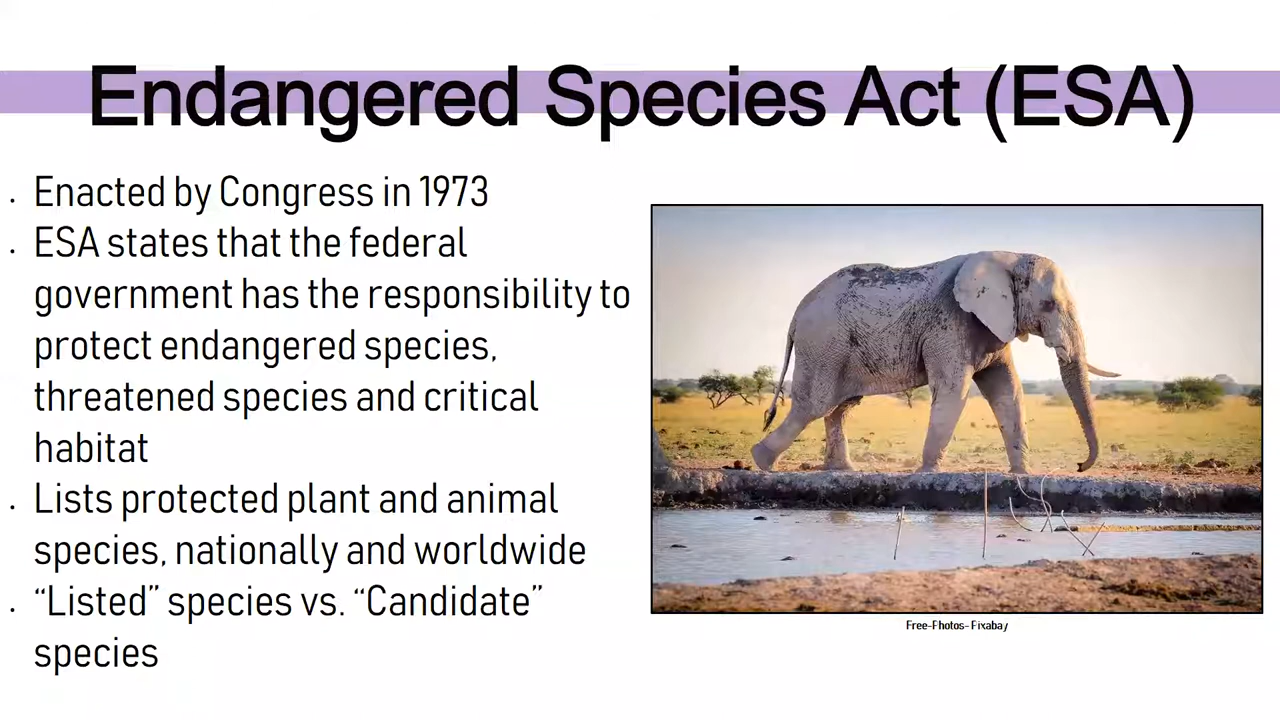 Endangered Species Act (ESA)
. Enacted by Congress in 1973
. ESA states that the federal
government has the responsibility to
protect endangered species,
threatened species and critical
habitat
. Lists protected plant and animal
species, nationally and worldwide
. “Listed” species vs. “Candidate”
species
Free-Photos- Pixabay